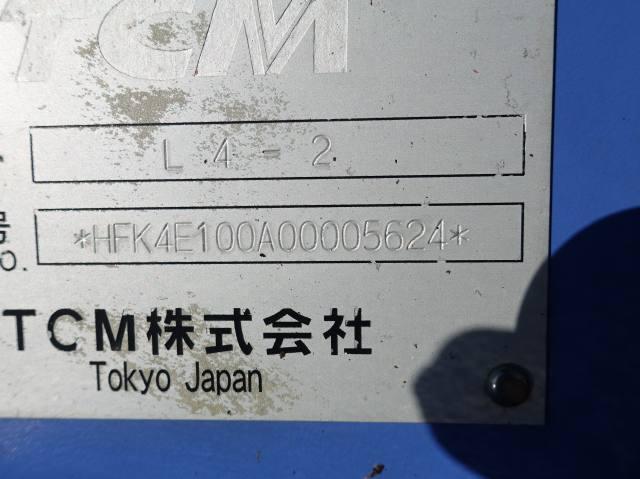 TCM
L 4 - 2
*HFK4E100A00005624*
号
o.
TCM株式会社
Tokyo Japan